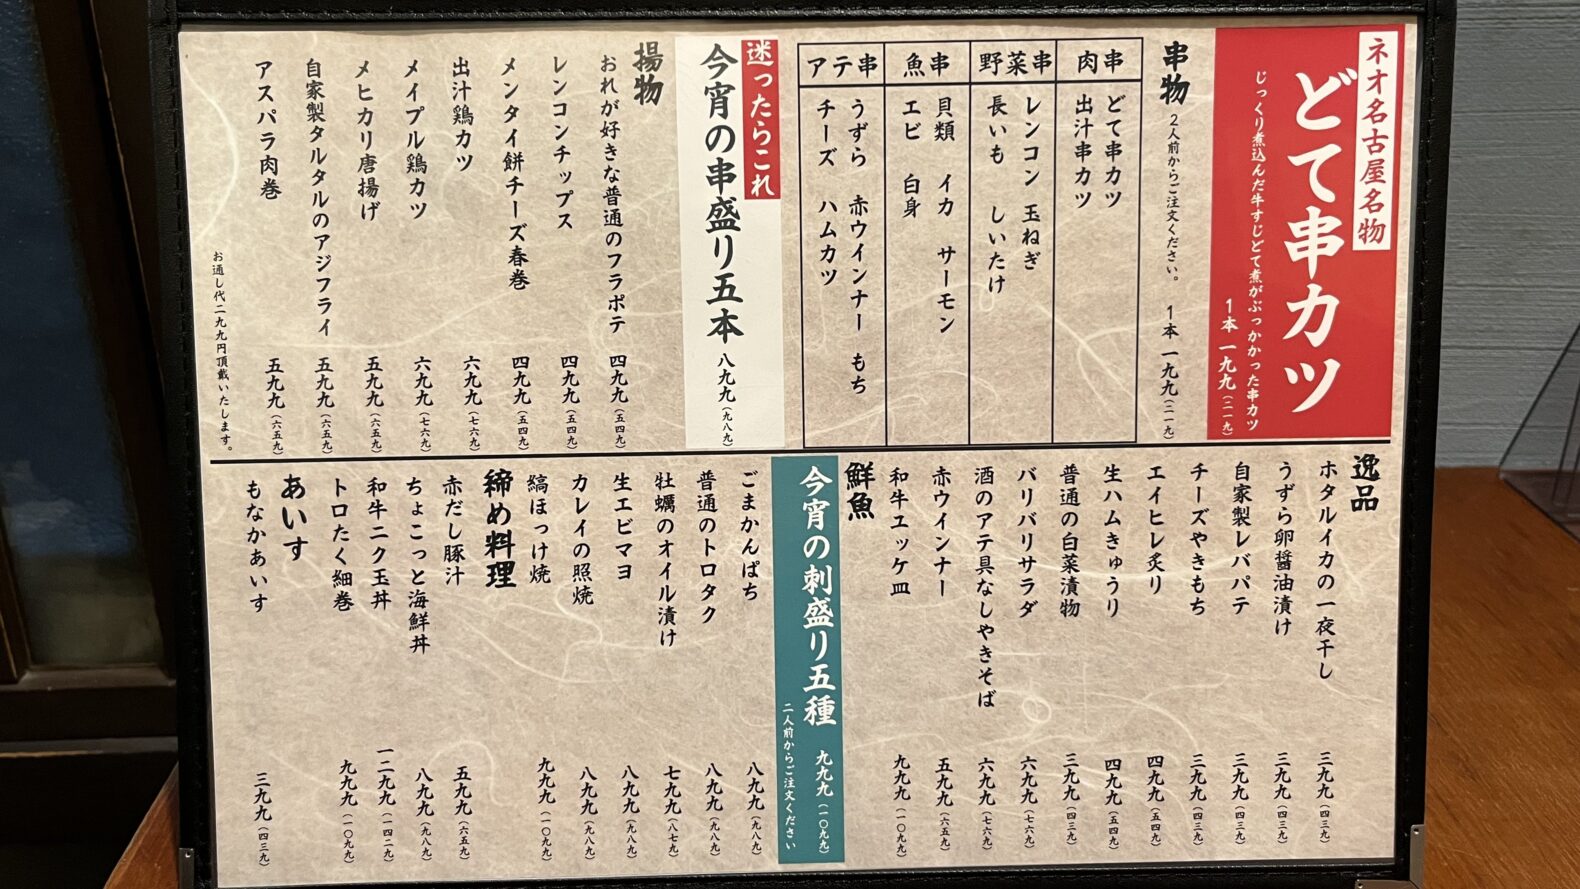 ネオ名古屋名物
どて串カツ
じっくり煮込んだ牛すじどて煮がぶっかかった串カツ
1本 一九九(二一九)
串物 2人前からご注文ください。 1本 一九九(二一九)
肉串
どて串カツ
出汁串カツ
野菜串
レンコン 玉ねぎ
長いも しいたけ
魚串
貝類 イカ サーモン
エビ 白身
アテ串
うずら 赤ウインナー もち
チーズ ハムカツ
迷ったらこれ
今宵の串盛り五本 八九九(九八九)
揚物
おれが好きな普通のフラポテ 四九九(五四九)
レンコンチップス 四九九(五四九)
メンタイ餅チーズ春巻 四九九(五四九)
出汁鶏カツ 六九九(七六九)
メイプル鶏カツ 六九九(七六九)
メヒカリ唐揚げ 五九九(六五九)
自家製タルタルのアジフライ 五九九(六五九)
アスパラ肉巻 五九九(六五九)
お通し代二九九円頂戴いたします。
逸品
ホタルイカの一夜干し 三九九(四三九)
うずら卵醤油漬け 三九九(四三九)
自家製レバパテ 三九九(四三九)
チーズやきもち 三九九(四三九)
エイヒレ炙り 四九九(五四九)
生ハムきゅうり 四九九(五四九)
普通の白菜漬物 三九九(四三九)
バリバリサラダ 六九九(七六九)
酒のアテ具なしやきそば 六九九(七六九)
赤ウインナー 五九九(六五九)
和牛エッケ皿 九九九(一〇九九)
鮮魚
今宵の刺盛り五種 九九九(一〇九九)
二人前からご注文ください
ごまかんぱち 八九九(九八九)
普通のトロタク 八九九(九八九)
牡蠣のオイル漬け 七九九(八七九)
生エビマヨ 八九九(九八九)
カレイの照焼 八九九(九八九)
縞ほっけ焼 九九九(一〇九九)
締め料理
赤だし豚汁 五九九(六五九)
ちょこっと海鮮丼 八九九(九八九)
和牛ニク玉丼 一二九九(一四二九)
トロたく細巻 九九九(一〇九九)
あいす
もなかあいす 三九九(四三九)